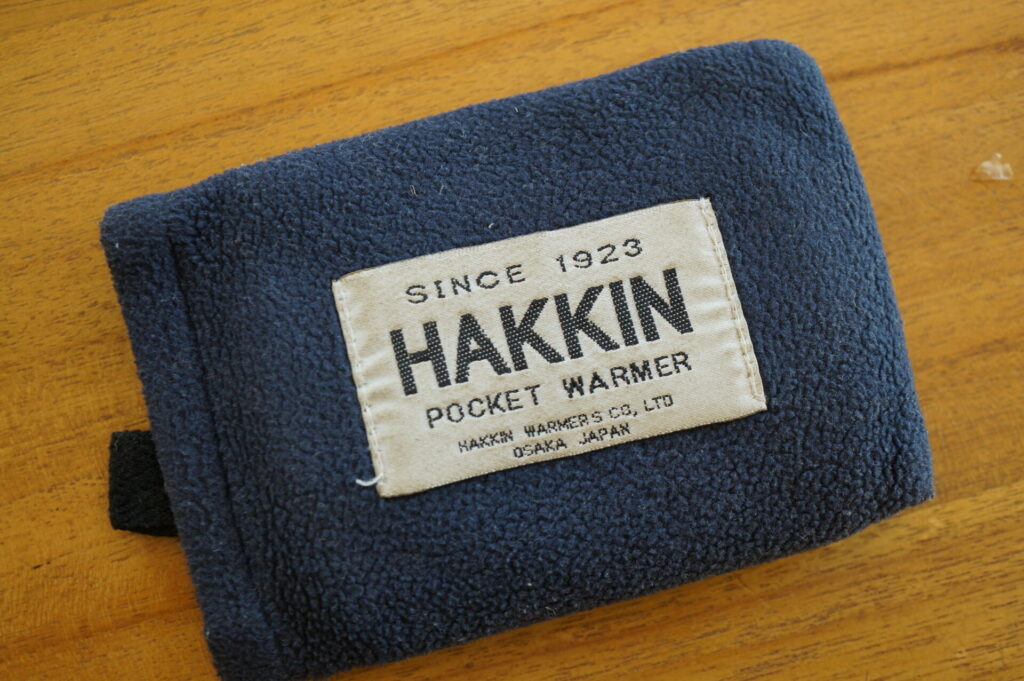 SINCE 1923
HAKKIN
POCKET WARMER
HAKKIN WARMERS CO, LTD
OSAKA JAPAN